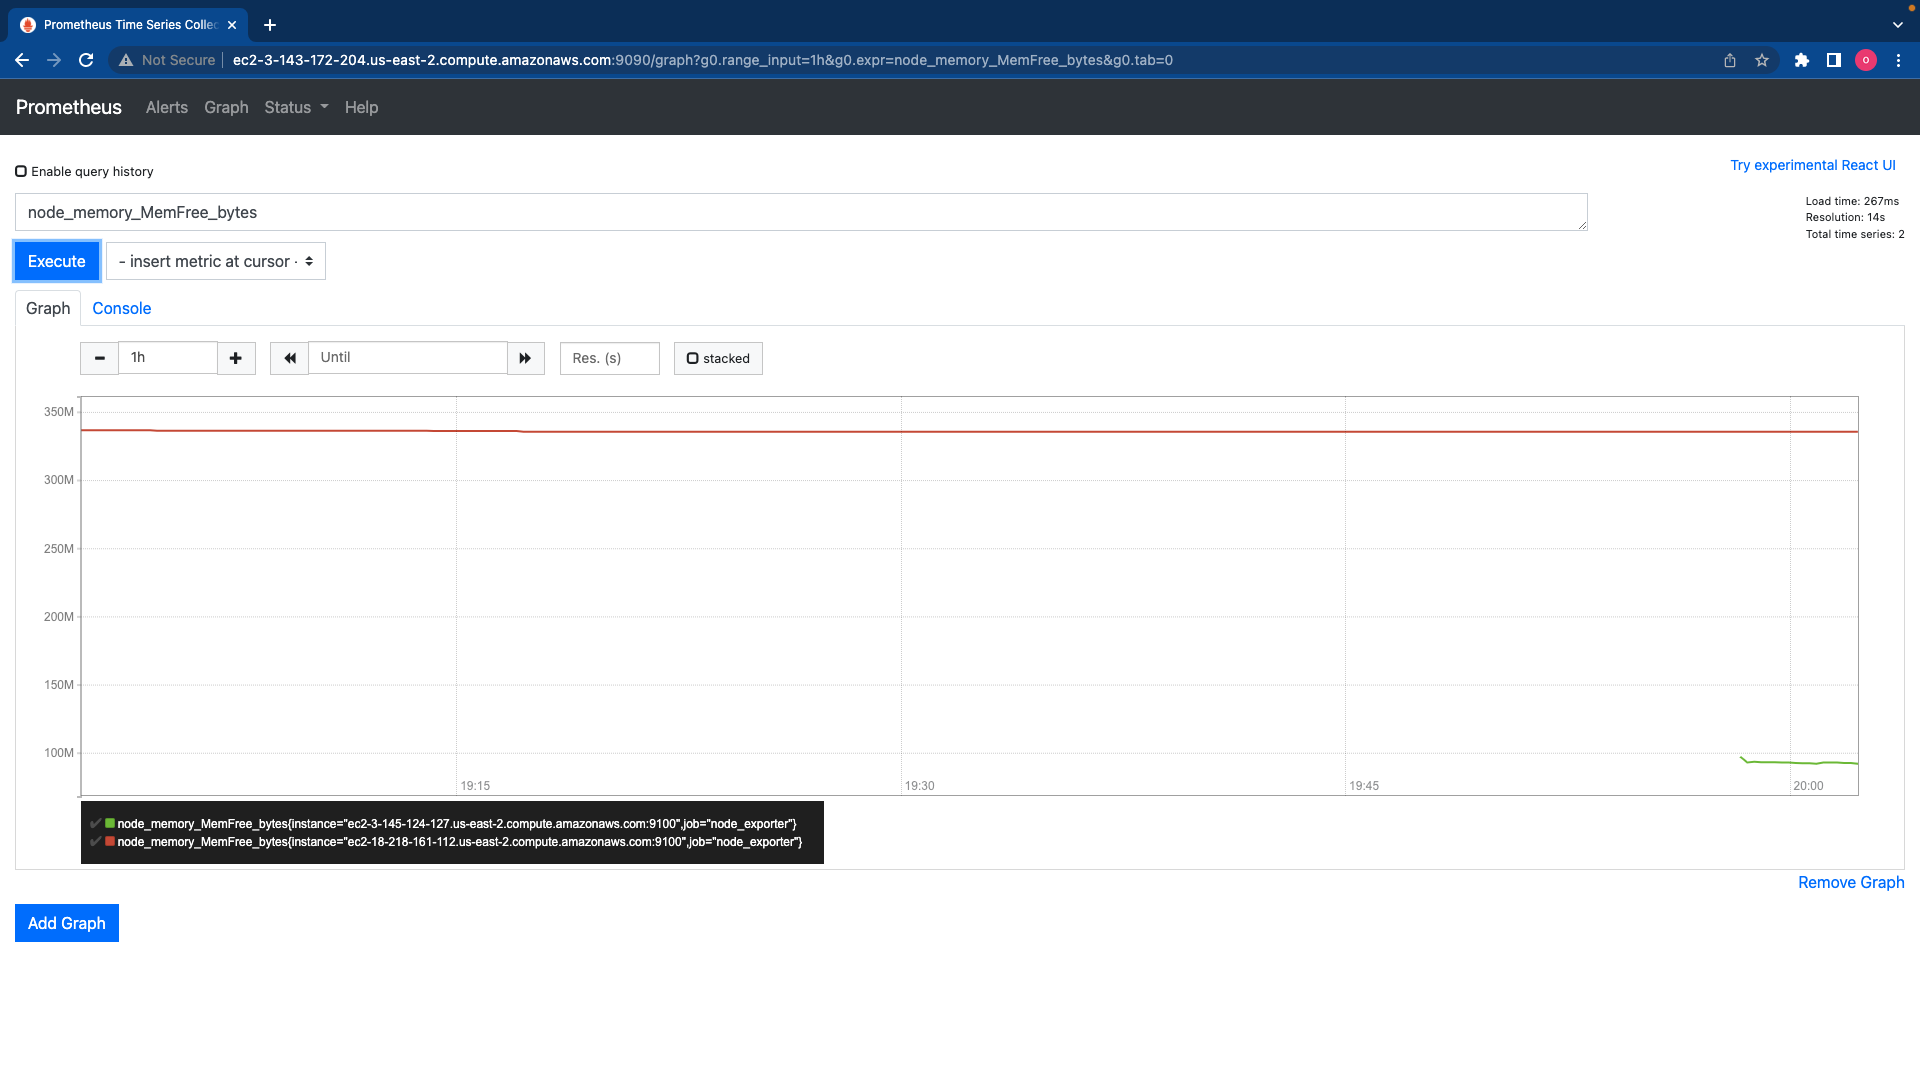 Prometheus Time Series Collec
Not Secure
ec2-3-143-172-204.us-east-2.compute.amazonaws.com:9090/graph?g0.range_input=1h&g0.expr=node_memory_MemFree_bytes&g0.tab=0
O
Prometheus Alerts Graph Status Help
Enable query history
Try experimental React UI
node_memory_MemFree_bytes
Load time: 267ms
Resolution: 14s
Total time series: 2
Execute
- insert metric at cursor -
Graph Console
1h
Until
Res. (s)
stacked
350M
300M
250M
200M
150M
100M
19:15 19:30 19:45 20:00
node_memory_MemFree_bytes{instance="ec2-3-145-124-127.us-east-2.compute.amazonaws.com:9100",job="node_exporter"}
node_memory_MemFree_bytes{instance="ec2-18-218-161-112.us-east-2.compute.amazonaws.com:9100",job="node_exporter"}
Remove Graph
Add Graph